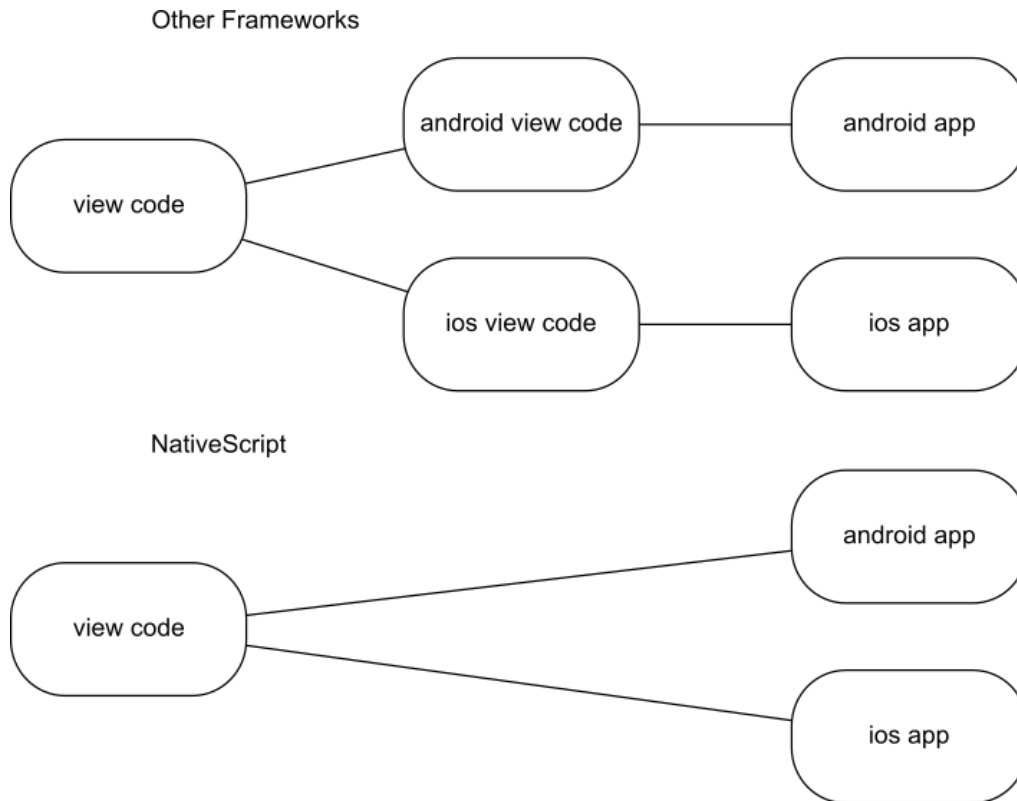 Other Frameworks
android view code
android app
view code
ios view code
ios app
NativeScript
android app
view code
ios app